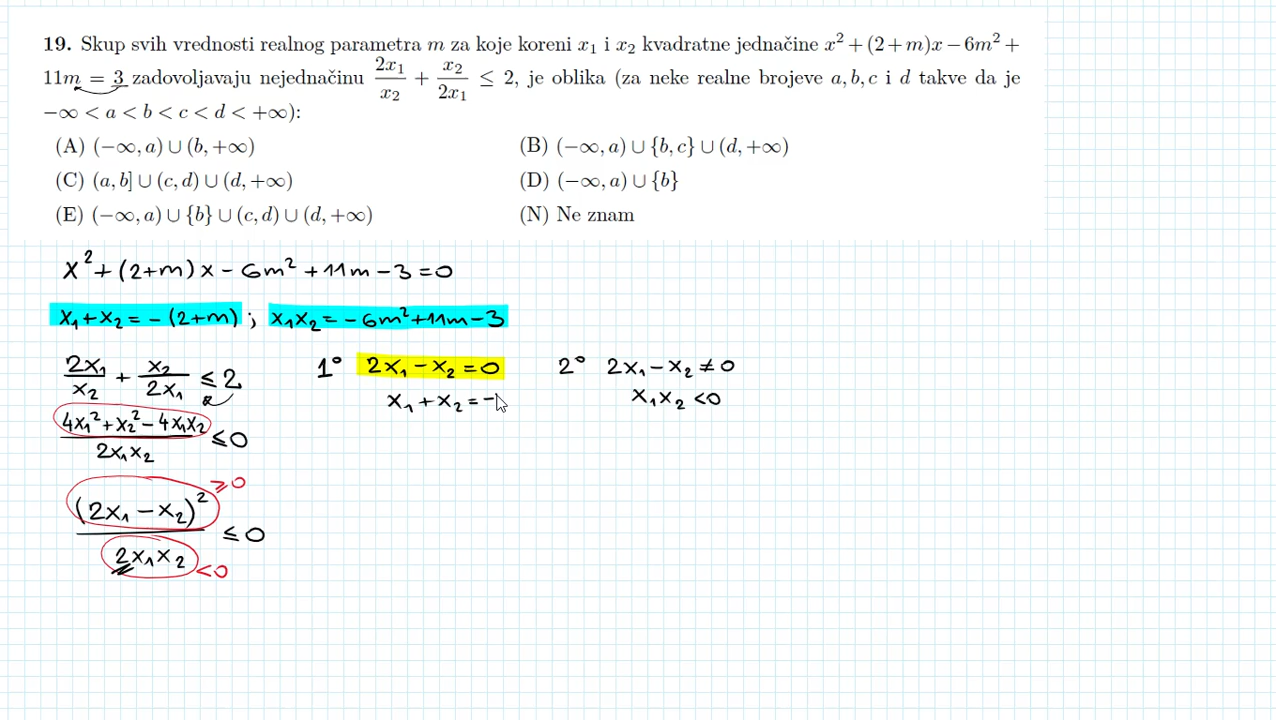 19. Skup svih vrednosti realnog parametra m za koje koreni x₁ i x₂ kvadratne jednačine x² + (2 + m)x − 6m² +
11m = 3 zadovoljavaju nejednačinu 2x₁/x₂ + x₂/2x₁ ≤ 2, je oblika (za neke realne brojeve a, b, c i d takve da je
−∞ < a < b < c < d < +∞):
(A) (−∞, a) ∪ (b, +∞)
(B) (−∞, a) ∪ {b, c} ∪ (d, +∞)
(C) (a, b] ∪ (c, d) ∪ (d, +∞)
(D) (−∞, a) ∪ {b}
(E) (−∞, a) ∪ {b} ∪ (c, d) ∪ (d, +∞)
(N) Ne znam
x² + (2+m)x − 6m² + 11m − 3 = 0
x₁ + x₂ = − (2+m) ; x₁x₂ = − 6m² + 11m − 3
2x₁/x₂ + x₂/2x₁ ≤ 2
(4x₁² + x₂² − 4x₁x₂)/2x₁x₂ ≤ 0
(2x₁ − x₂)²/2x₁x₂ ≤ 0
≥ 0
< 0
1° 2x₁ − x₂ = 0
x₁ + x₂ = −
2° 2x₁ − x₂ ≠ 0
x₁x₂ < 0